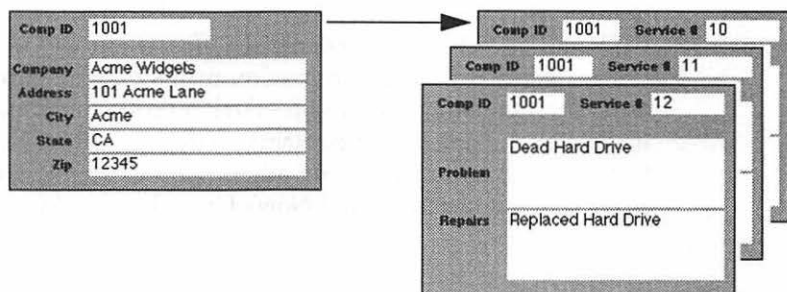 Comp ID 1001
Company Acme Widgets
Address 101 Acme Lane
City Acme
State CA
Zip 12345
Comp ID 1001 Service # 10
Comp ID 1001 Service # 11
Comp ID 1001 Service # 12
Problem Dead Hard Drive
Repairs Replaced Hard Drive